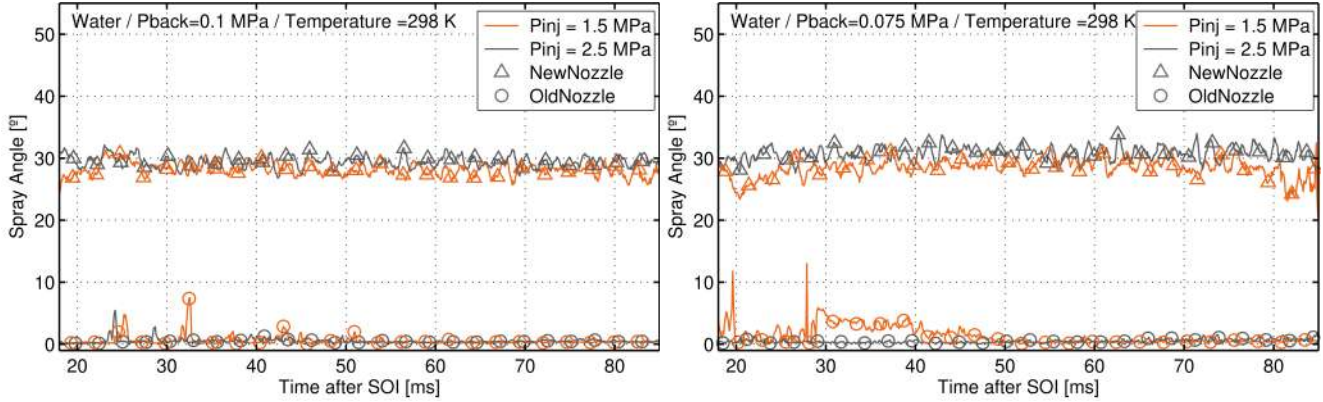 Water / Pback=0.1 MPa / Temperature =298 K
Pinj = 1.5 MPa
Pinj = 2.5 MPa
NewNozzle
OldNozzle
Spray Angle [º]
50
40
30
20
10
0
20 30 40 50 60 70 80
Time after SOI [ms]
Water / Pback=0.075 MPa / Temperature =298 K
Pinj = 1.5 MPa
Pinj = 2.5 MPa
NewNozzle
OldNozzle
Spray Angle [º]
50
40
30
20
10
0
20 30 40 50 60 70 80
Time after SOI [ms]